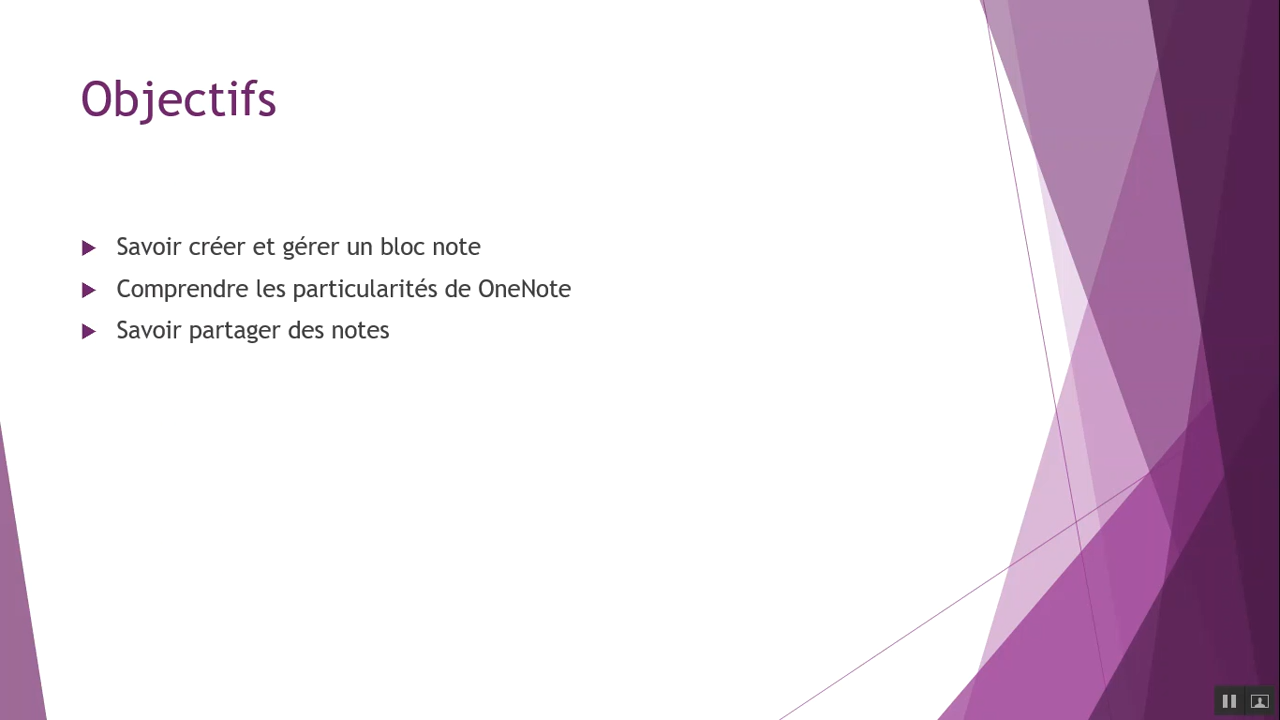 Objectifs
Savoir créer et gérer un bloc note
Comprendre les particularités de OneNote
Savoir partager des notes